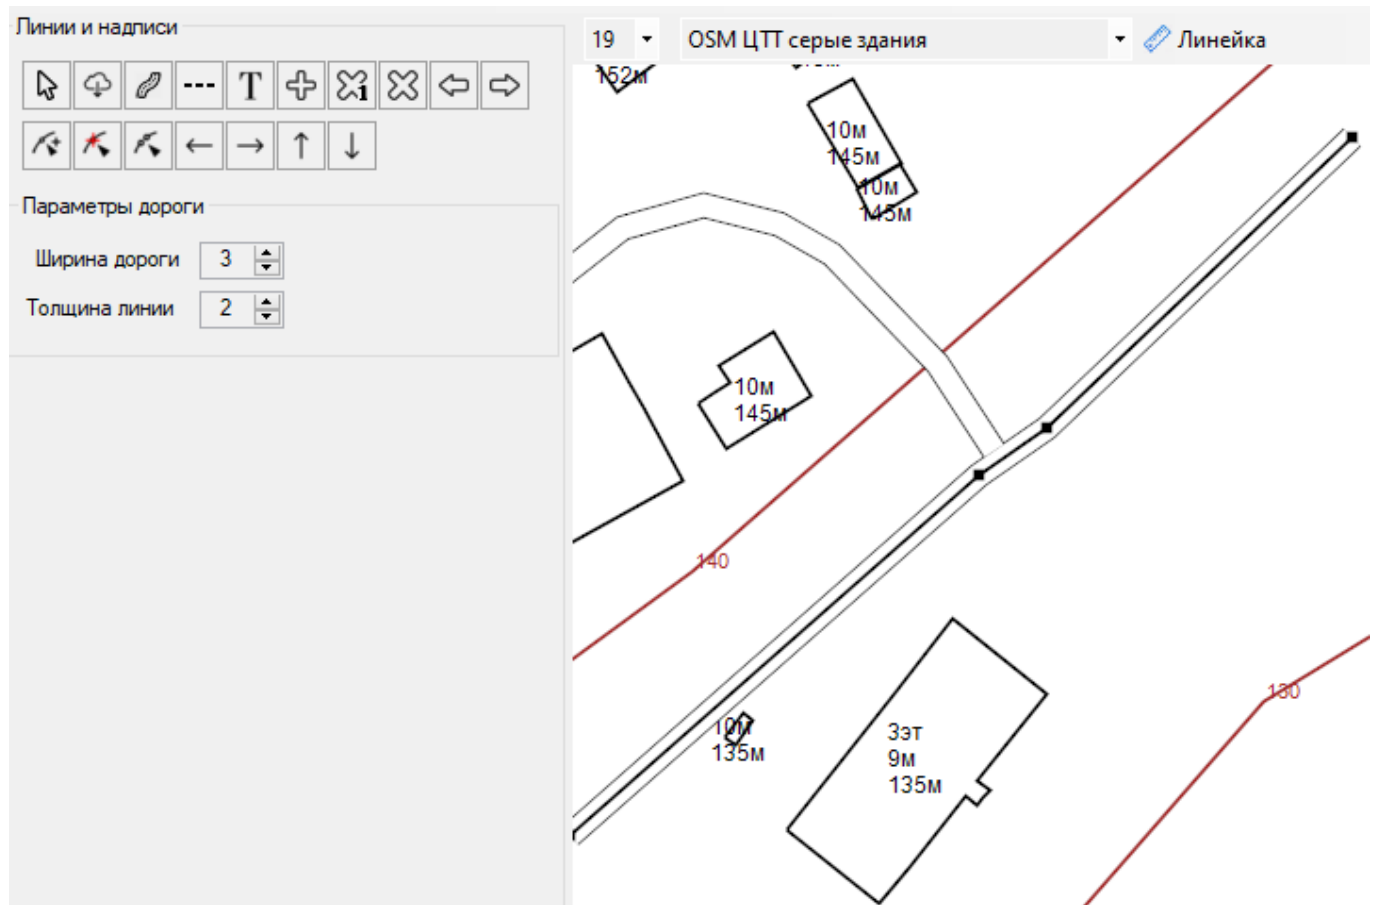 Линии и надписи
T
Параметры дороги
Ширина дороги 3
Толщина линии 2
19 OSM ЦТТ серые здания Линейка
152м
10м
145м
10м
145м
10м
145м
140
130
10м
135м
3эт
9м
135м